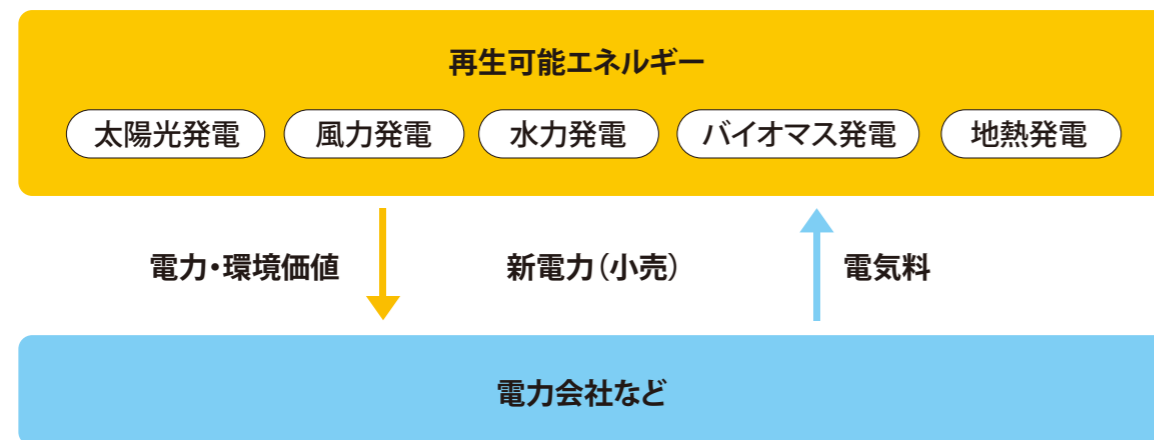 再生可能エネルギー
太陽光発電 風力発電 水力発電 バイオマス発電 地熱発電
電力・環境価値 新電力（小売） 電気料
電力会社など